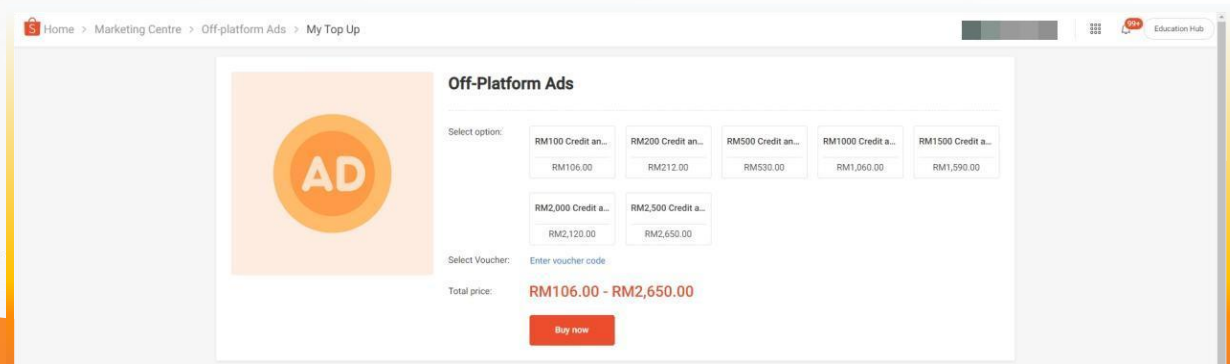 S Home > Marketing Centre > Off-platform Ads > My Top Up
99+
Education Hub
AD
Off-Platform Ads
Select option:
RM100 Credit an... RM200 Credit an... RM500 Credit an... RM1000 Credit a... RM1500 Credit a...
RM106.00 RM212.00 RM530.00 RM1,060.00 RM1,590.00
RM2,000 Credit a... RM2,500 Credit a...
RM2,120.00 RM2,650.00
Select Voucher: Enter voucher code
Total price: RM106.00 - RM2,650.00
Buy now